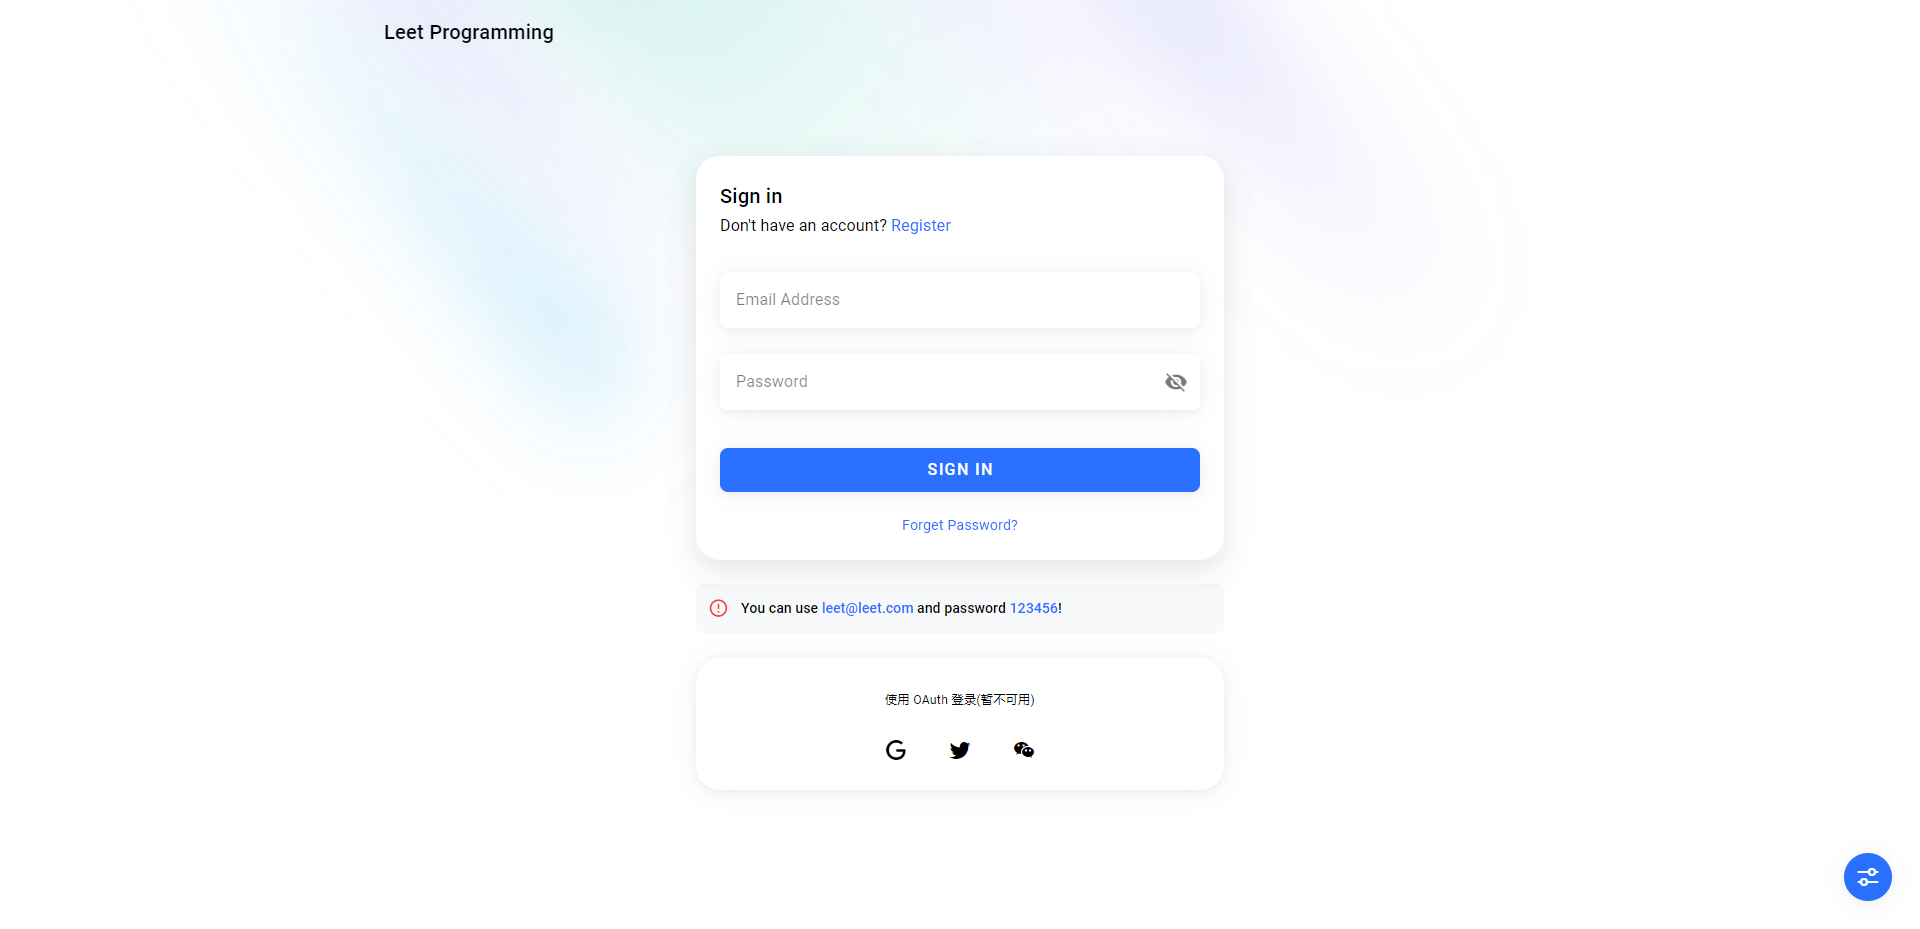 Leet Programming
Sign in
Don't have an account? Register
Email Address
Password
SIGN IN
Forget Password?
You can use leet@leet.com and password 123456!
使用 OAuth 登录(暂不可用)